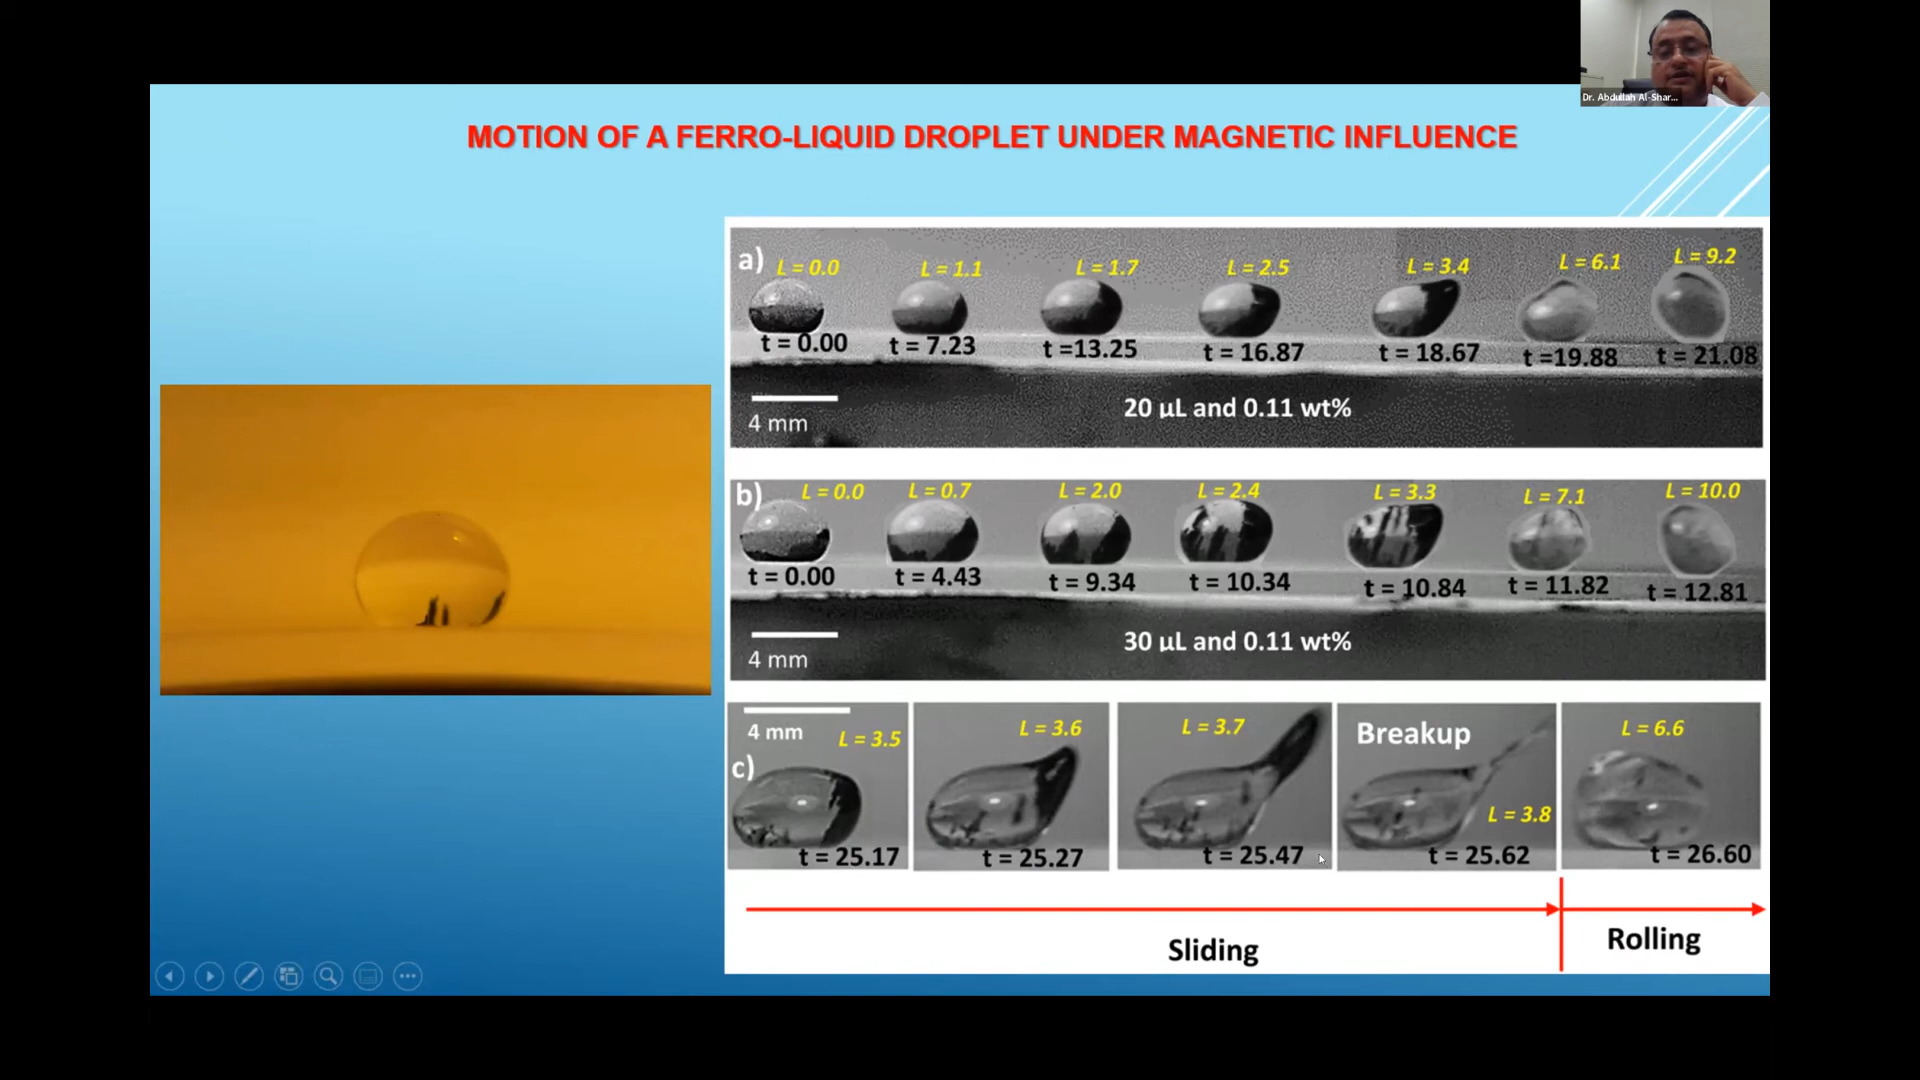 Dr. Abdullah Al-Shar...
MOTION OF A FERRO-LIQUID DROPLET UNDER MAGNETIC INFLUENCE
a)
L = 0.0 L = 1.1 L = 1.7 L = 2.5 L = 3.4 L = 6.1 L = 9.2
t = 0.00 t = 7.23 t =13.25 t = 16.87 t = 18.67 t =19.88 t = 21.08
4 mm
20 µL and 0.11 wt%
b)
L = 0.0 L = 0.7 L = 2.0 L = 2.4 L = 3.3 L = 7.1 L = 10.0
t = 0.00 t = 4.43 t = 9.34 t = 10.34 t = 10.84 t = 11.82 t = 12.81
4 mm
30 µL and 0.11 wt%
c)
4 mm
L = 3.5 L = 3.6 L = 3.7 Breakup L = 3.8 L = 6.6
t = 25.17 t = 25.27 t = 25.47 t = 25.62 t = 26.60
Sliding
Rolling